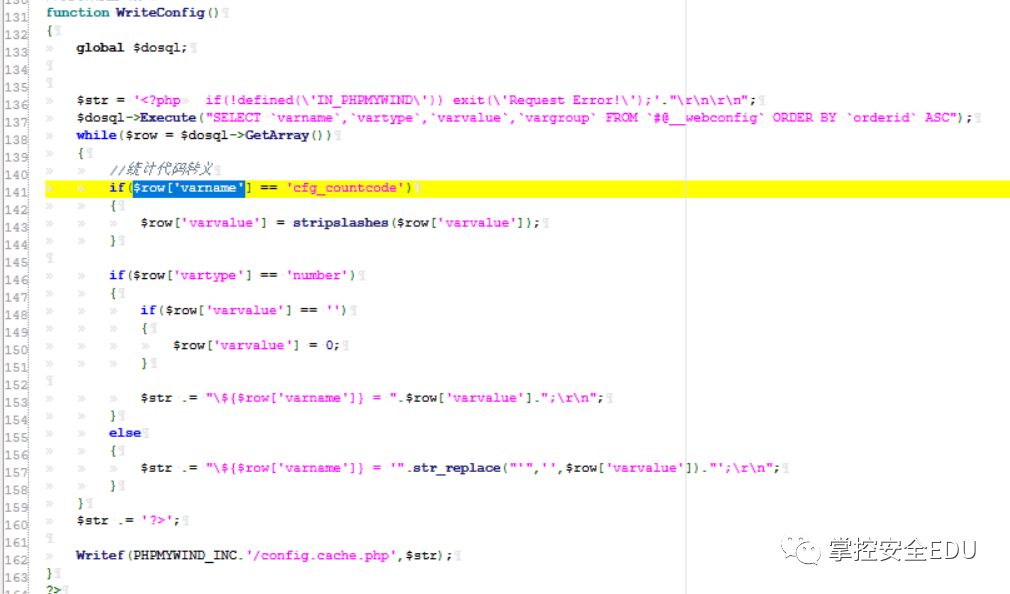 131 function WriteConfig()
132 {
133 global $dosql;
134
135
136 $str = '<?php if(!defined(\'IN_PHPMYWIND\')) exit(\'Request Error!\');'."\r\n\r\n";
137 $dosql->Execute("SELECT `varname`,`vartype`,`varvalue`,`vargroup` FROM `#@__webconfig` ORDER BY `orderid` ASC");
138 while($row = $dosql->GetArray())
139 {
140 //统计代码转义
141 if($row['varname'] == 'cfg_countcode')
142 {
143 $row['varvalue'] = stripslashes($row['varvalue']);
144 }
145
146 if($row['vartype'] == 'number')
147 {
148 if($row['varvalue'] == '')
149 {
150 $row['varvalue'] = 0;
151 }
152
153 $str .= "\${$row['varname']} = ".$row['varvalue'].";\r\n";
154 }
155 else
156 {
157 $str .= "\${$row['varname']} = '".str_replace("'",'',$row['varvalue'])."';\r\n";
158 }
159 }
160 $str .= '?>';
161
162 Writef(PHPMYWIND_INC.'/config.cache.php',$str);
163 }
?>
掌控安全EDU